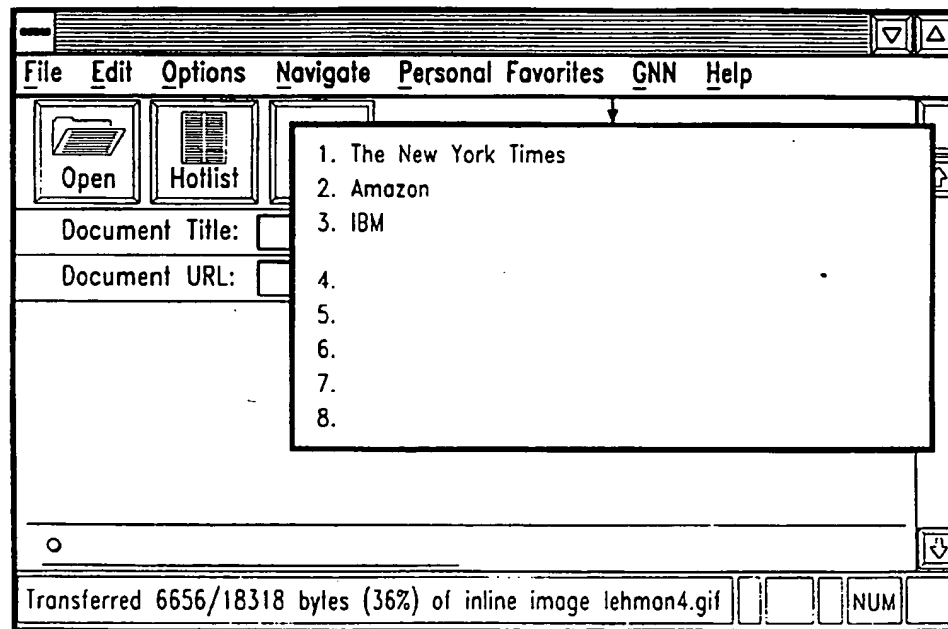 File Edit Options Navigate Personal Favorites GNN Help
Open Hotlist
1. The New York Times
2. Amazon
3. IBM
Document Title:
Document URL:
4.
5.
6.
7.
8.
Transferred 6656/18318 bytes (36%) of inline image lehman4.gif NUM